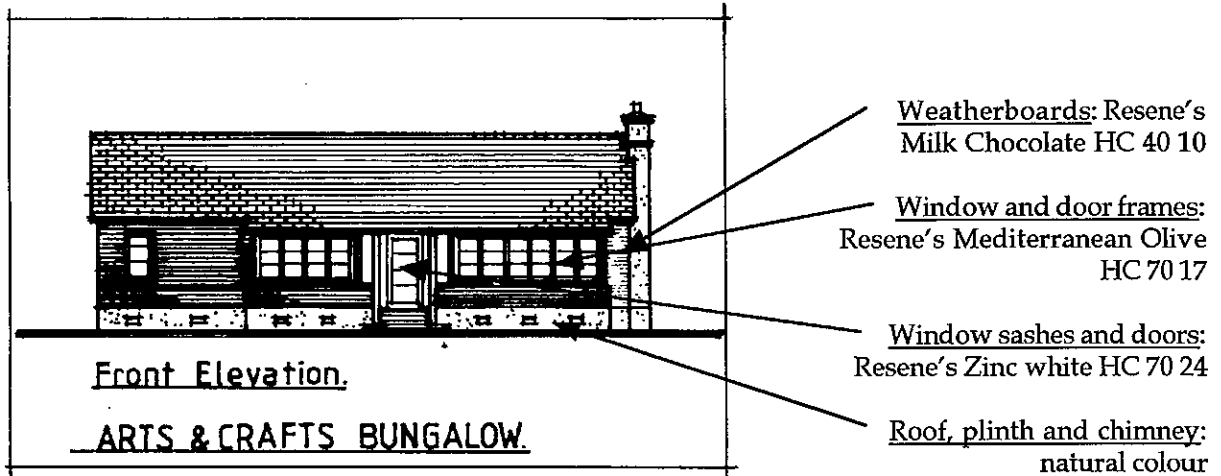 Front Elevation.
ARTS & CRAFTS BUNGALOW.
Weatherboards: Resene's
Milk Chocolate HC 40 10
Window and door frames:
Resene's Mediterranean Olive
HC 70 17
Window sashes and doors:
Resene's Zinc white HC 70 24
Roof, plinth and chimney:
natural colour